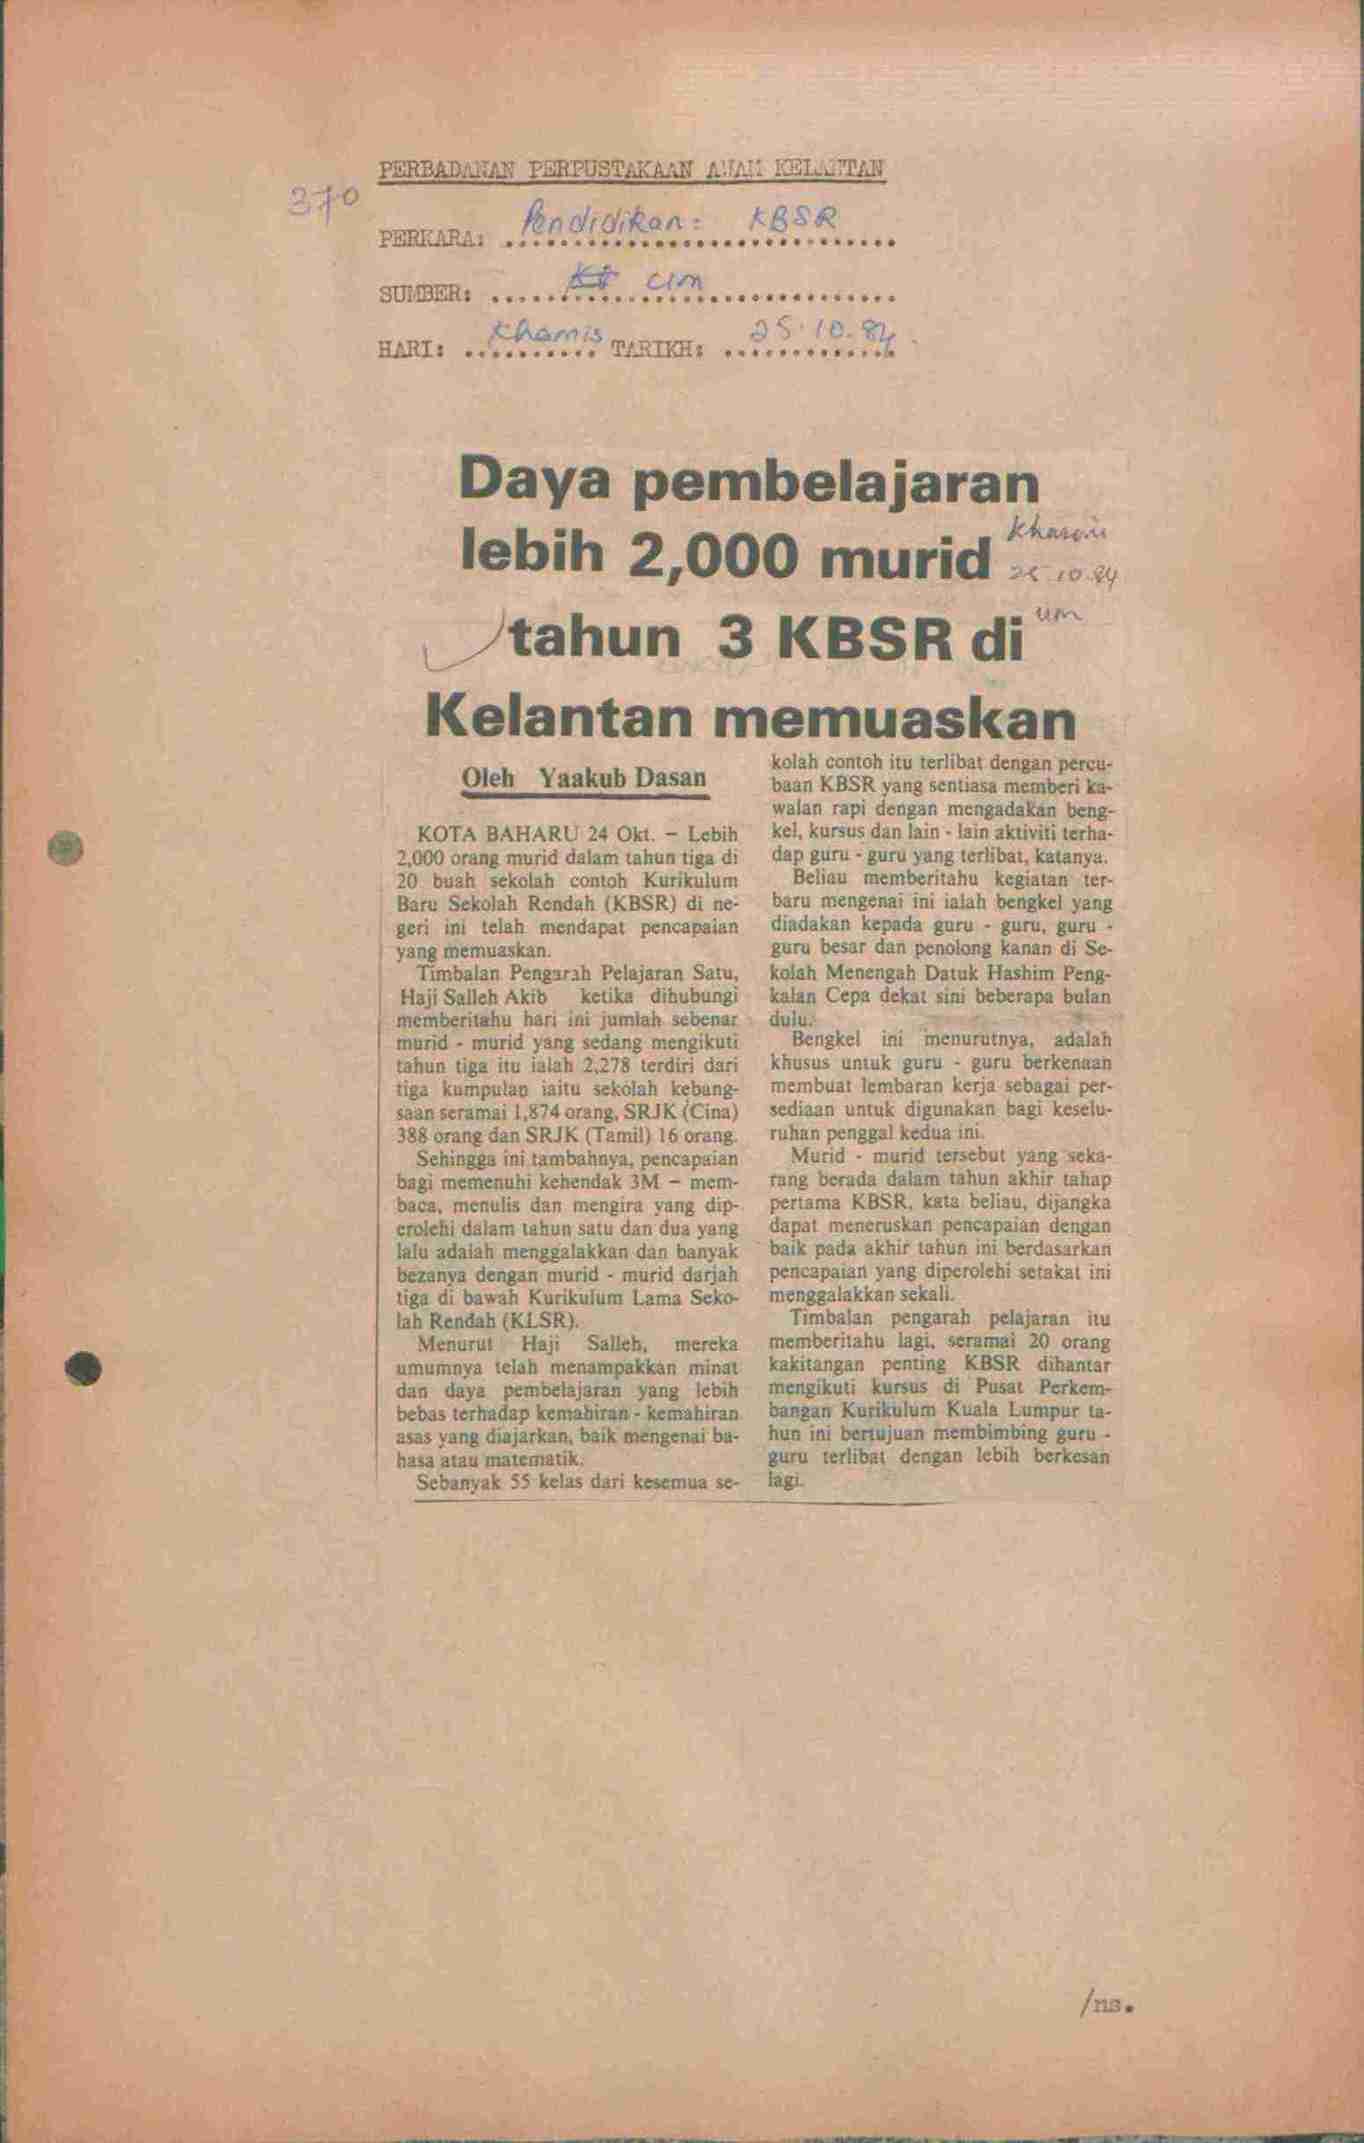 PERBADANAN PERPUSTAKAAN AWAM KELANTAN
370
PERKARA: Pendidikan: KBSR
SUMBER: UM
HARI: Khamis TARIKH: 25.10.84
Daya pembelajaran
lebih 2,000 murid
25.10.84
tahun 3 KBSR di
um
Kelantan memuaskan
Oleh Yaakub Dasan
KOTA BAHARU 24 Okt. – Lebih
2,000 orang murid dalam tahun tiga di
20 buah sekolah contoh Kurikulum
Baru Sekolah Rendah (KBSR) di ne-
geri ini telah mendapat pencapaian
yang memuaskan.
Timbalan Pengarah Pelajaran Satu,
Haji Salleh Akib ketika dihubungi
memberitahu hari ini jumlah sebenar
murid - murid yang sedang mengikuti
tahun tiga itu ialah 2,278 terdiri dari
tiga kumpulan iaitu sekolah kebang-
saan seramai 1,874 orang, SRJK (Cina)
388 orang dan SRJK (Tamil) 16 orang.
Sehingga ini tambahnya, pencapaian
bagi memenuhi kehendak 3M – mem-
baca, menulis dan mengira yang dip-
erolehi dalam tahun satu dan dua yang
lalu adalah menggalakkan dan banyak
bezanya dengan murid - murid darjah
tiga di bawah Kurikulum Lama Seko-
lah Rendah (KLSR).
Menurut Haji Salleh, mereka
umumnya telah menampakkan minat
dan daya pembelajaran yang lebih
bebas terhadap kemahiran - kemahiran
asas yang diajarkan, baik mengenai ba-
hasa atau matematik.
Sebanyak 55 kelas dari kesemua se-
kolah contoh itu terlibat dengan percu-
baan KBSR yang sentiasa memberi ka-
walan rapi dengan mengadakan beng-
kel, kursus dan lain - lain aktiviti terha-
dap guru - guru yang terlibat, katanya.
Beliau memberitahu kegiatan ter-
baru mengenai ini ialah bengkel yang
diadakan kepada guru - guru, guru -
guru besar dan penolong kanan di Se-
kolah Menengah Datuk Hashim Peng-
kalan Cepa dekat sini beberapa bulan
dulu.
Bengkel ini menurutnya, adalah
khusus untuk guru - guru berkenaan
membuat lembaran kerja sebagai per-
sediaan untuk digunakan bagi keselu-
ruhan penggal kedua ini.
Murid - murid tersebut yang seka-
rang berada dalam tahun akhir tahap
pertama KBSR, kata beliau, dijangka
dapat meneruskan pencapaian dengan
baik pada akhir tahun ini berdasarkan
pencapaian yang diperolehi setakat ini
menggalakkan sekali.
Timbalan pengarah pelajaran itu
memberitahu lagi, seramai 20 orang
kakitangan penting KBSR dihantar
mengikuti kursus di Pusat Perkem-
bangan Kurikulum Kuala Lumpur ta-
hun ini bertujuan membimbing guru -
guru terlibat dengan lebih berkesan
lagi.
/ns.